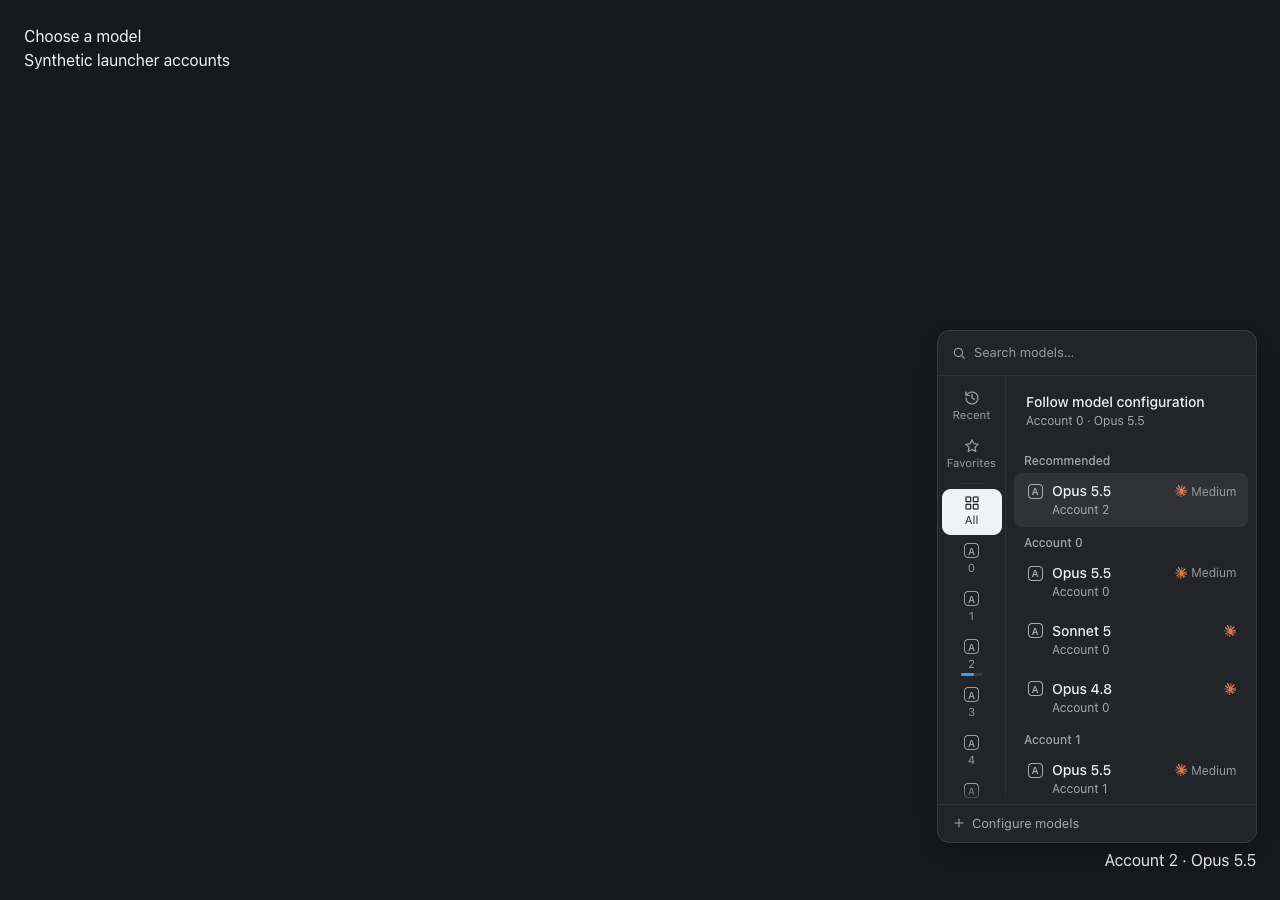 Choose a model
Synthetic launcher accounts
Search models...
Recent
Favorites
All
A
0
A
1
A
2
A
3
A
4
A
Follow model configuration
Account 0 · Opus 5.5
Recommended
A Opus 5.5 Medium
Account 2
Account 0
A Opus 5.5 Medium
Account 0
A Sonnet 5
Account 0
A Opus 4.8
Account 0
Account 1
A Opus 5.5 Medium
Account 1
Configure models
Account 2 · Opus 5.5